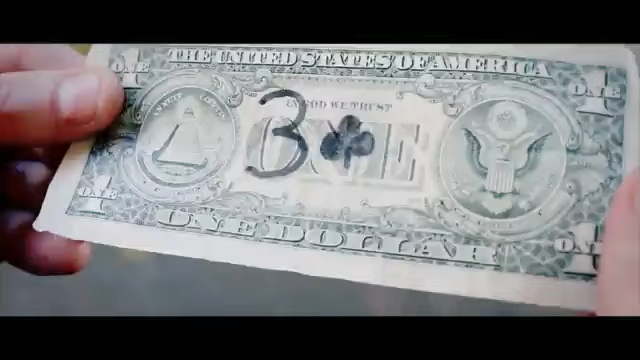 THE UNITED STATES OF AMERICA
1 ONE
1 ONE
IN GOD WE TRUST
3♣
ONE
ONE 1
ONE
ONE DOLLAR